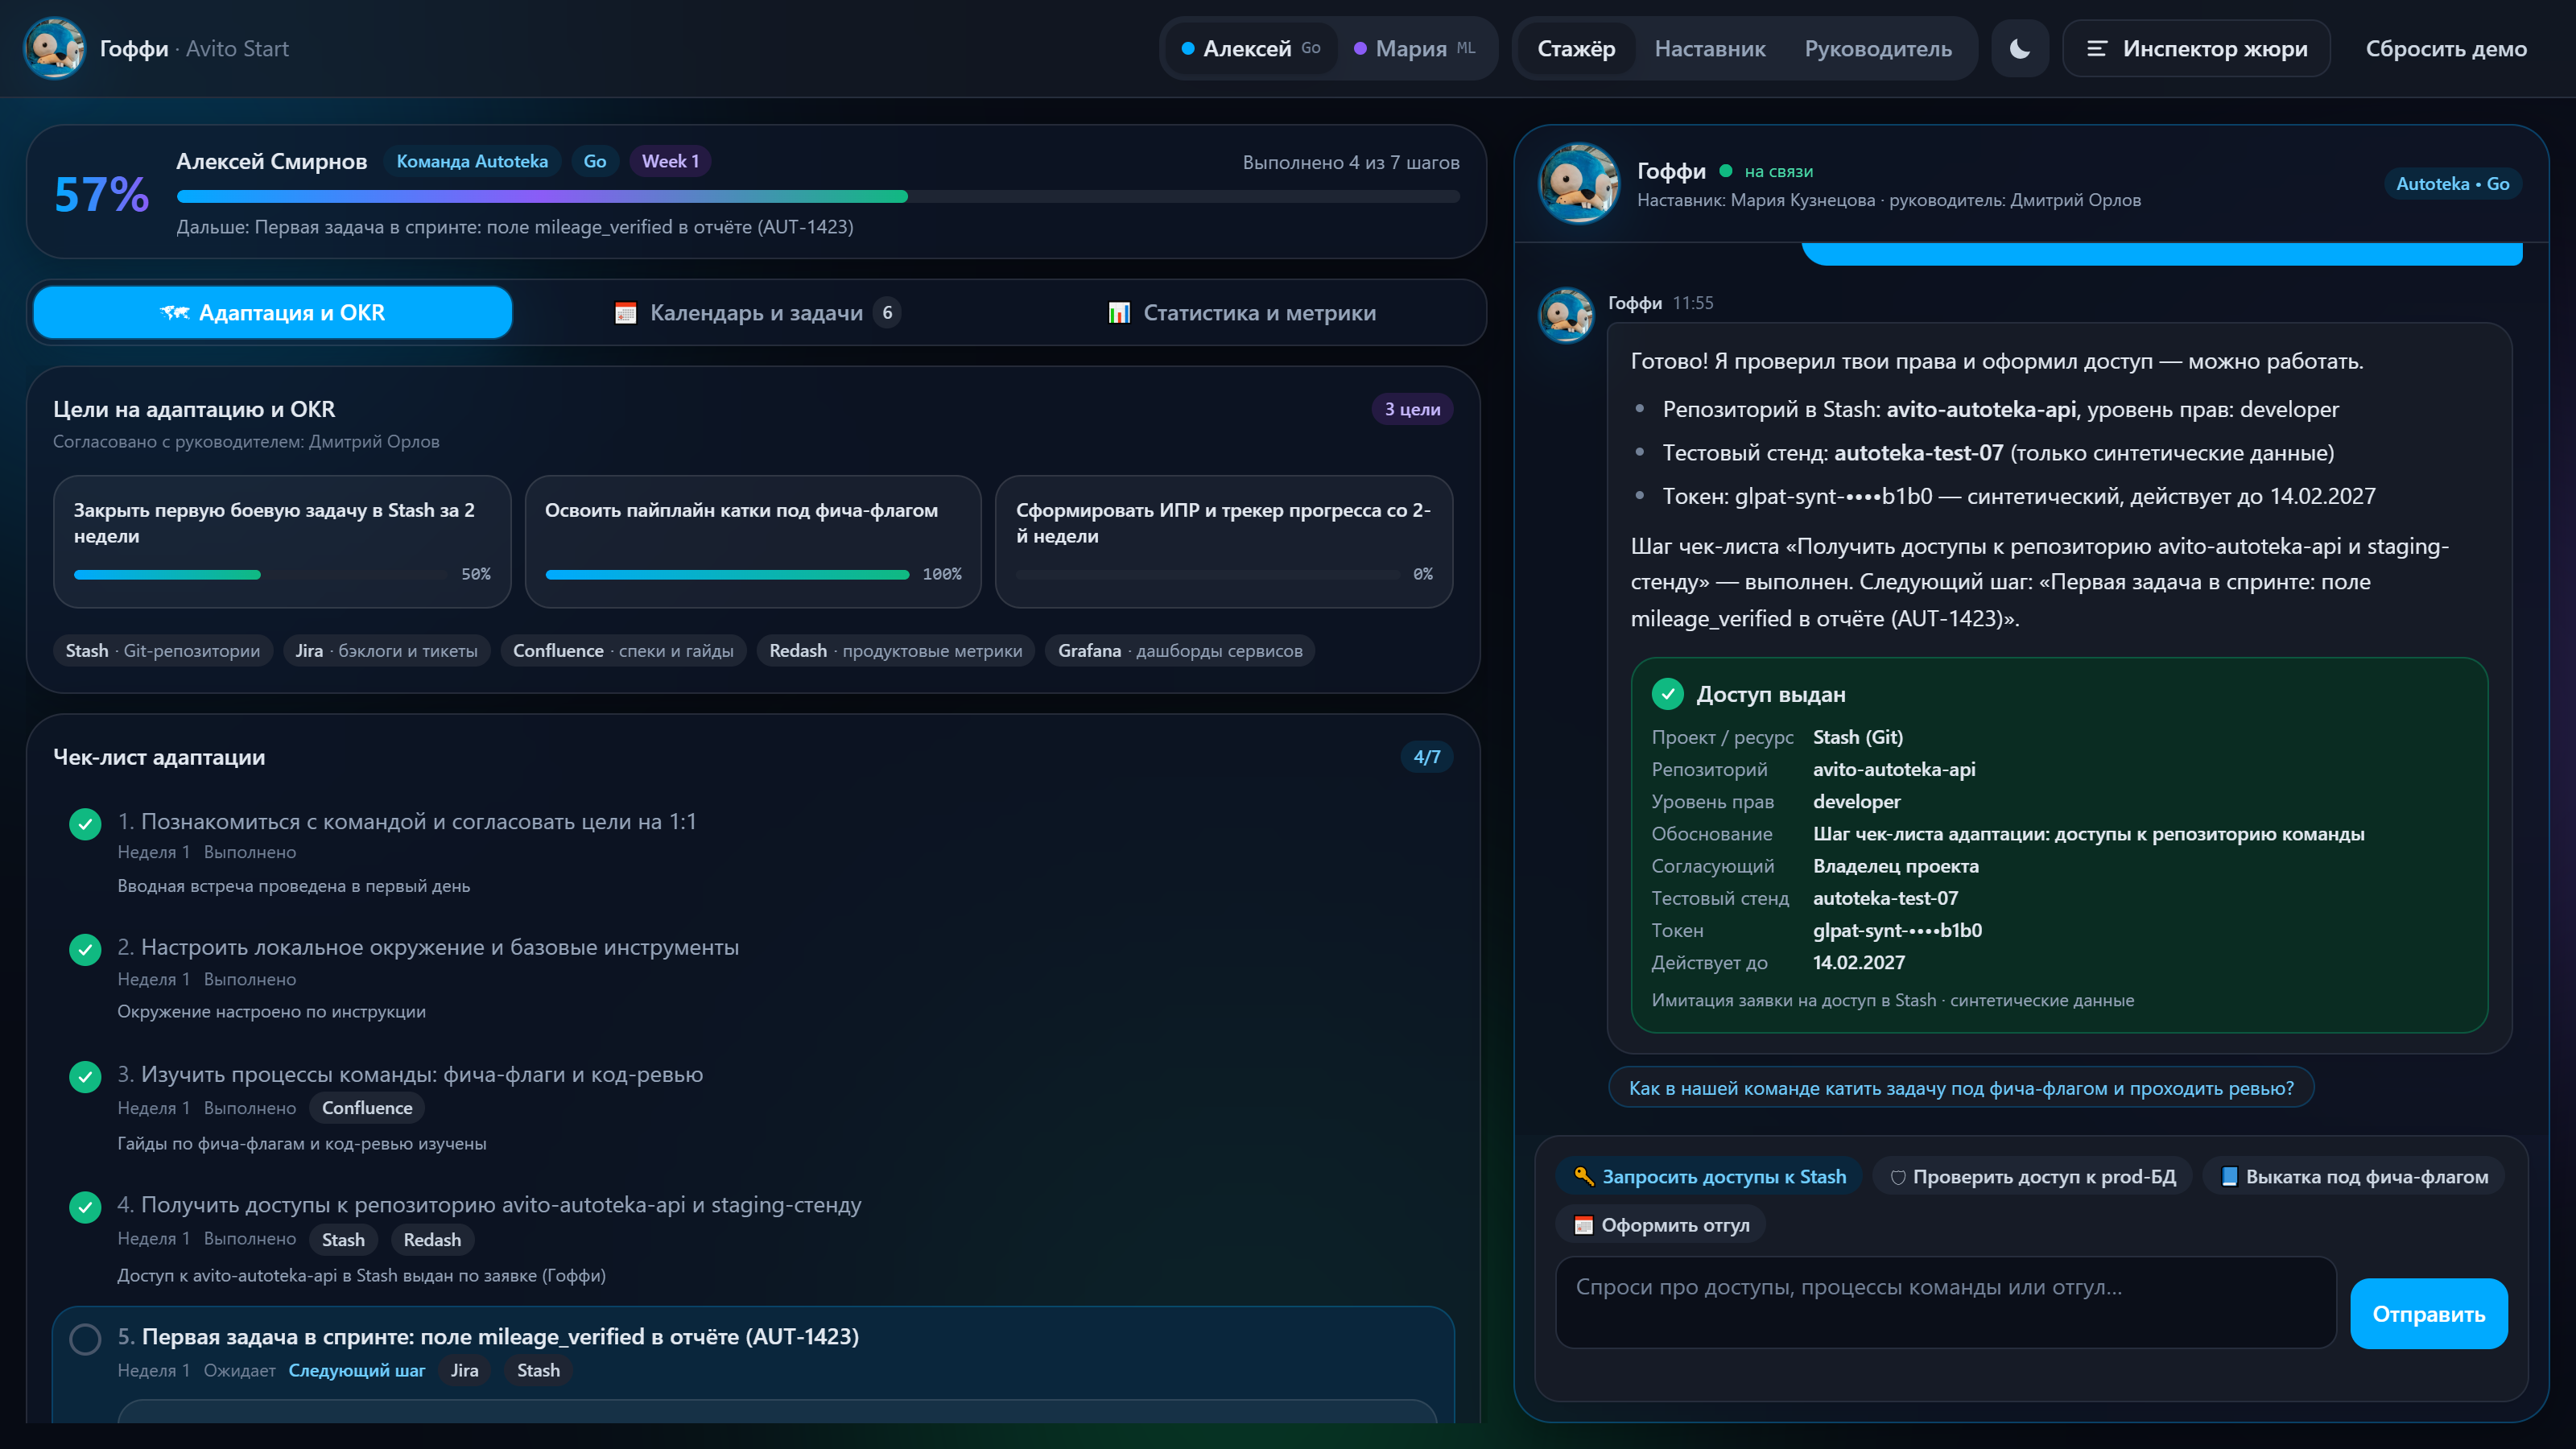 Гоффи · Avito Start
Алексей Go
Мария ML
Стажёр
Наставник
Руководитель
Инспектор жюри
Сбросить демо
57%
Алексей Смирнов
Команда Autoteka
Go
Week 1
Выполнено 4 из 7 шагов
Дальше: Первая задача в спринте: поле mileage_verified в отчёте (AUT-1423)
Адаптация и OKR
Календарь и задачи 6
Статистика и метрики
Цели на адаптацию и OKR
3 цели
Согласовано с руководителем: Дмитрий Орлов
Закрыть первую боевую задачу в Stash за 2
недели
50%
Освоить пайплайн катки под фича-флагом
100%
Сформировать ИПР и трекер прогресса со 2-
й недели
0%
Stash · Git-репозитории
Jira · бэклоги и тикеты
Confluence · спеки и гайды
Redash · продуктовые метрики
Grafana · дашборды сервисов
Чек-лист адаптации
4/7
1. Познакомиться с командой и согласовать цели на 1:1
Неделя 1 Выполнено
Вводная встреча проведена в первый день
2. Настроить локальное окружение и базовые инструменты
Неделя 1 Выполнено
Окружение настроено по инструкции
3. Изучить процессы команды: фича-флаги и код-ревью
Неделя 1 Выполнено Confluence
Гайды по фича-флагам и код-ревью изучены
4. Получить доступы к репозиторию avito-autoteka-api и staging-стенду
Неделя 1 Выполнено Stash Redash
Доступ к avito-autoteka-api в Stash выдан по заявке (Гоффи)
5. Первая задача в спринте: поле mileage_verified в отчёте (AUT-1423)
Неделя 1 Ожидает Следующий шаг Jira Stash
Гоффи на связи
Наставник: Мария Кузнецова · руководитель: Дмитрий Орлов
Autoteka • Go
Гоффи 11:55
Готово! Я проверил твои права и оформил доступ — можно работать.
• Репозиторий в Stash: avito-autoteka-api, уровень прав: developer
• Тестовый стенд: autoteka-test-07 (только синтетические данные)
• Токен: glpat-synt-••••b1b0 — синтетический, действует до 14.02.2027
Шаг чек-листа «Получить доступы к репозиторию avito-autoteka-api и staging-
стенду» — выполнен. Следующий шаг: «Первая задача в спринте: поле
mileage_verified в отчёте (AUT-1423)».
Доступ выдан
Проект / ресурс Stash (Git)
Репозиторий avito-autoteka-api
Уровень прав developer
Обоснование Шаг чек-листа адаптации: доступы к репозиторию команды
Согласующий Владелец проекта
Тестовый стенд autoteka-test-07
Токен glpat-synt-••••b1b0
Действует до 14.02.2027
Имитация заявки на доступ в Stash · синтетические данные
Как в нашей команде катить задачу под фича-флагом и проходить ревью?
Запросить доступы к Stash
Проверить доступ к prod-БД
Выкатка под фича-флагом
Оформить отгул
Спроси про доступы, процессы команды или отгул...
Отправить